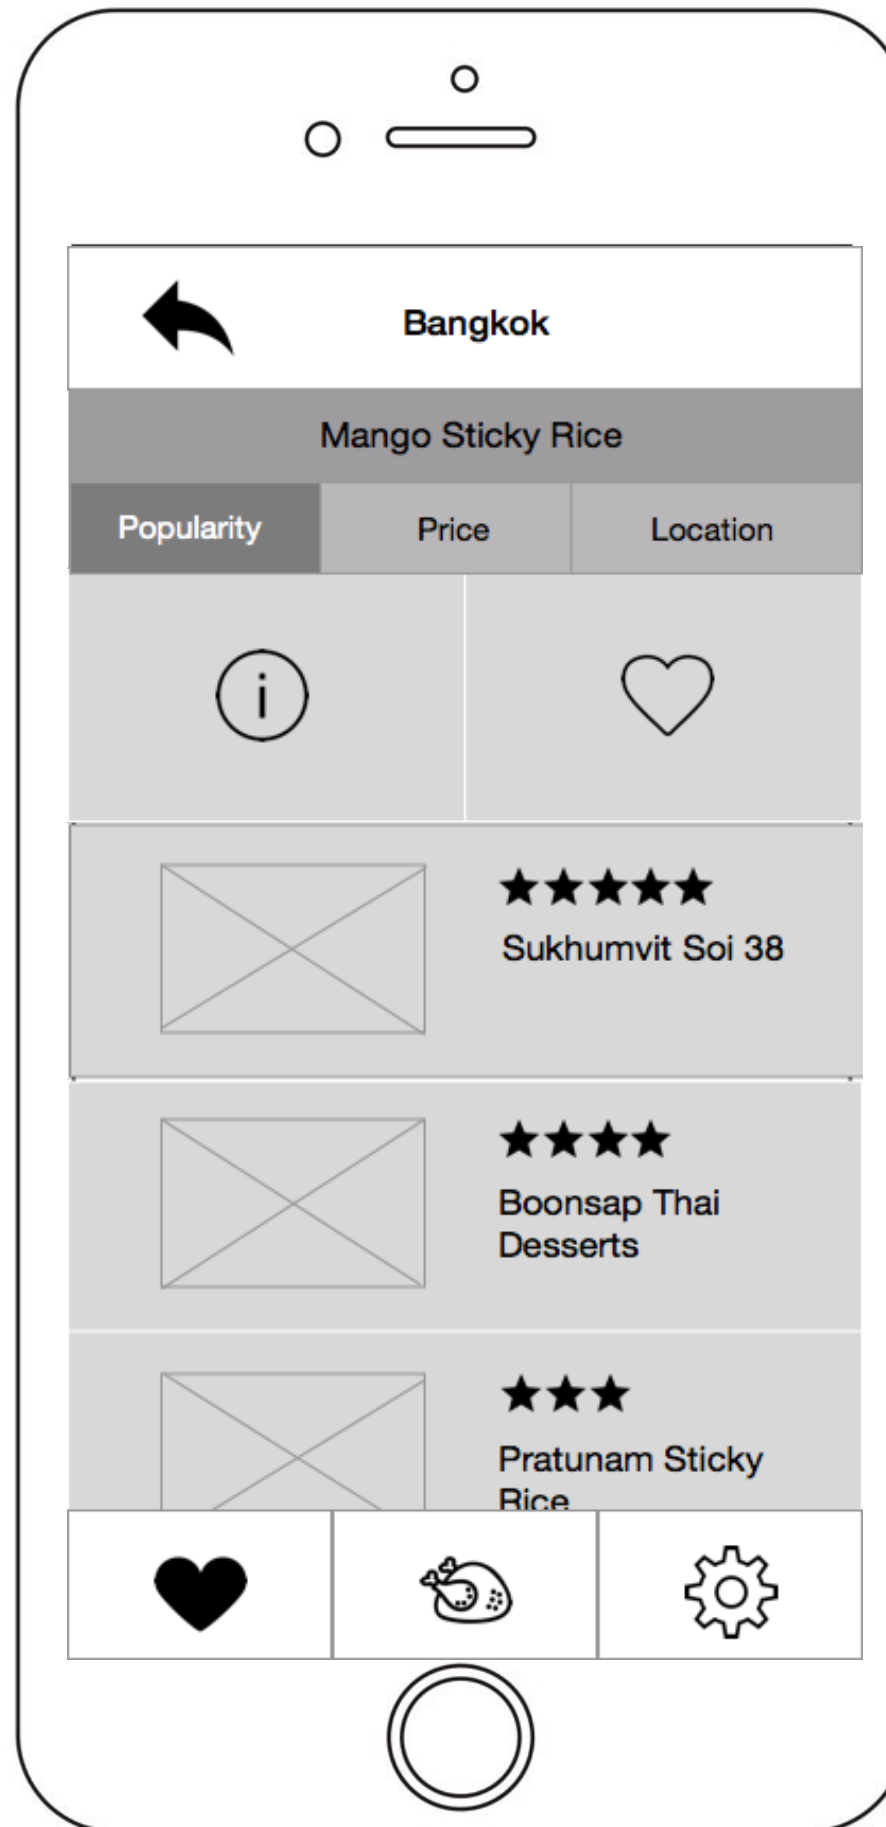 Bangkok
Mango Sticky Rice
Popularity
Price
Location
i
Sukhumvit Soi 38
Boonsap Thai
Desserts
Pratunam Sticky
Rice